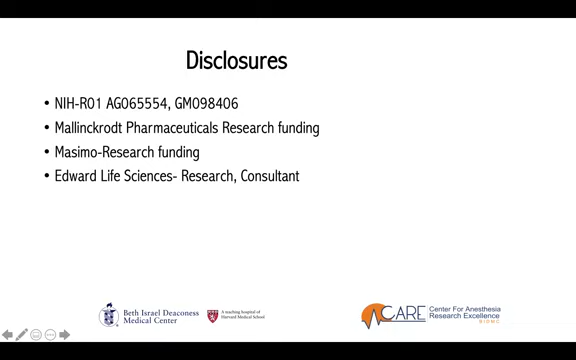 Disclosures
• NIH-R01 AG065554, GM098406
• Mallinckrodt Pharmaceuticals Research funding
• Masimo-Research funding
• Edward Life Sciences- Research, Consultant
Beth Israel Deaconess
Medical Center
A teaching hospital of
Harvard Medical School
CARE
Center For Anesthesia
Research Excellence
BIDMC